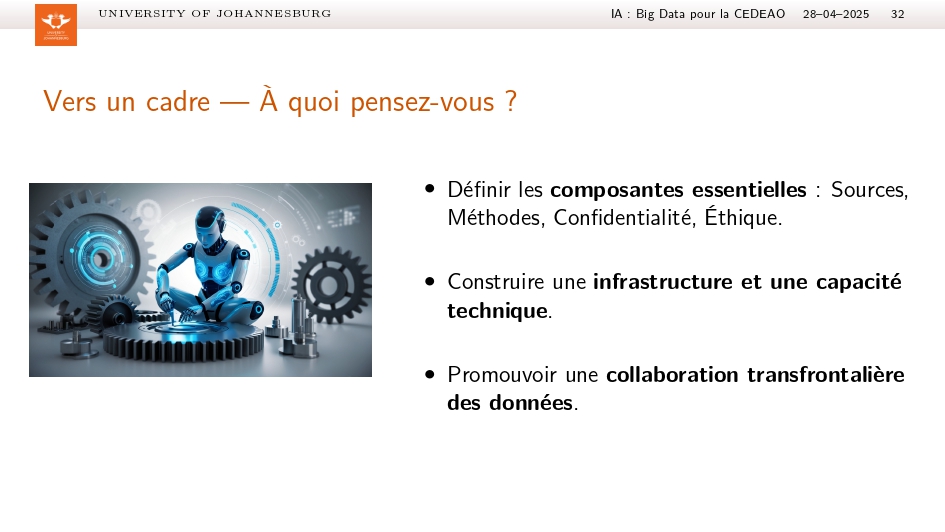 UNIVERSITY OF JOHANNESBURG
IA : Big Data pour la CEDEAO 28–04–2025 32
UNIVERSITY
JOHANNESBURG
Vers un cadre — À quoi pensez-vous ?
• Définir les composantes essentielles : Sources,
Méthodes, Confidentialité, Éthique.
• Construire une infrastructure et une capacité
technique.
• Promouvoir une collaboration transfrontalière
des données.